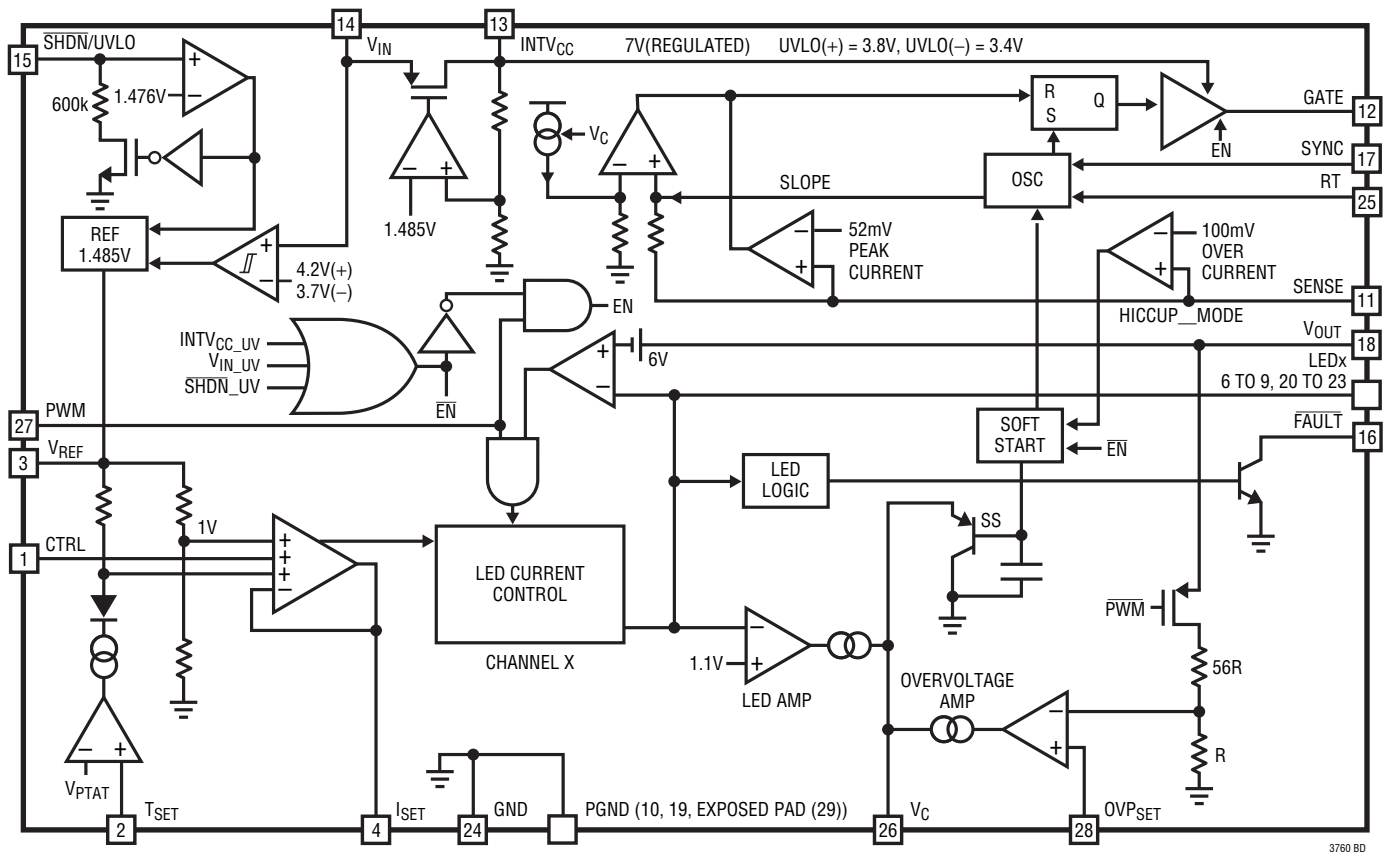 14
13
SHDN/UVLO
VIN
INTVCC
7V(REGULATED) UVLO(+) = 3.8V, UVLO(–) = 3.4V
15
+
–
1.476V
600k
R
S
Q
GATE
12
EN
VC
– +
SYNC
17
OSC
SLOPE
RT
25
– +
1.485V
REF
1.485V
+
–
4.2V(+)
3.7V(–)
–
+
52mV
PEAK
CURRENT
–
+
100mV
OVER
CURRENT
SENSE
11
HICCUP__MODE
EN
INTVCC_UV
VIN_UV
SHDN_UV
EN
+
–
6V
VOUT
18
LEDx
6 TO 9, 20 TO 23
PWM
27
FAULT
16
VREF
3
SOFT
START
EN
LED
LOGIC
1V
CTRL
1
+
+
+
–
LED CURRENT
CONTROL
CHANNEL X
SS
PWM
56R
R
–
+
1.1V
LED AMP
OVERVOLTAGE
AMP
–
+
– +
VPTAT
TSET
2
ISET
4
GND
24
PGND (10, 19, EXPOSED PAD (29))
VC
26
OVPSET
28
3760 BD